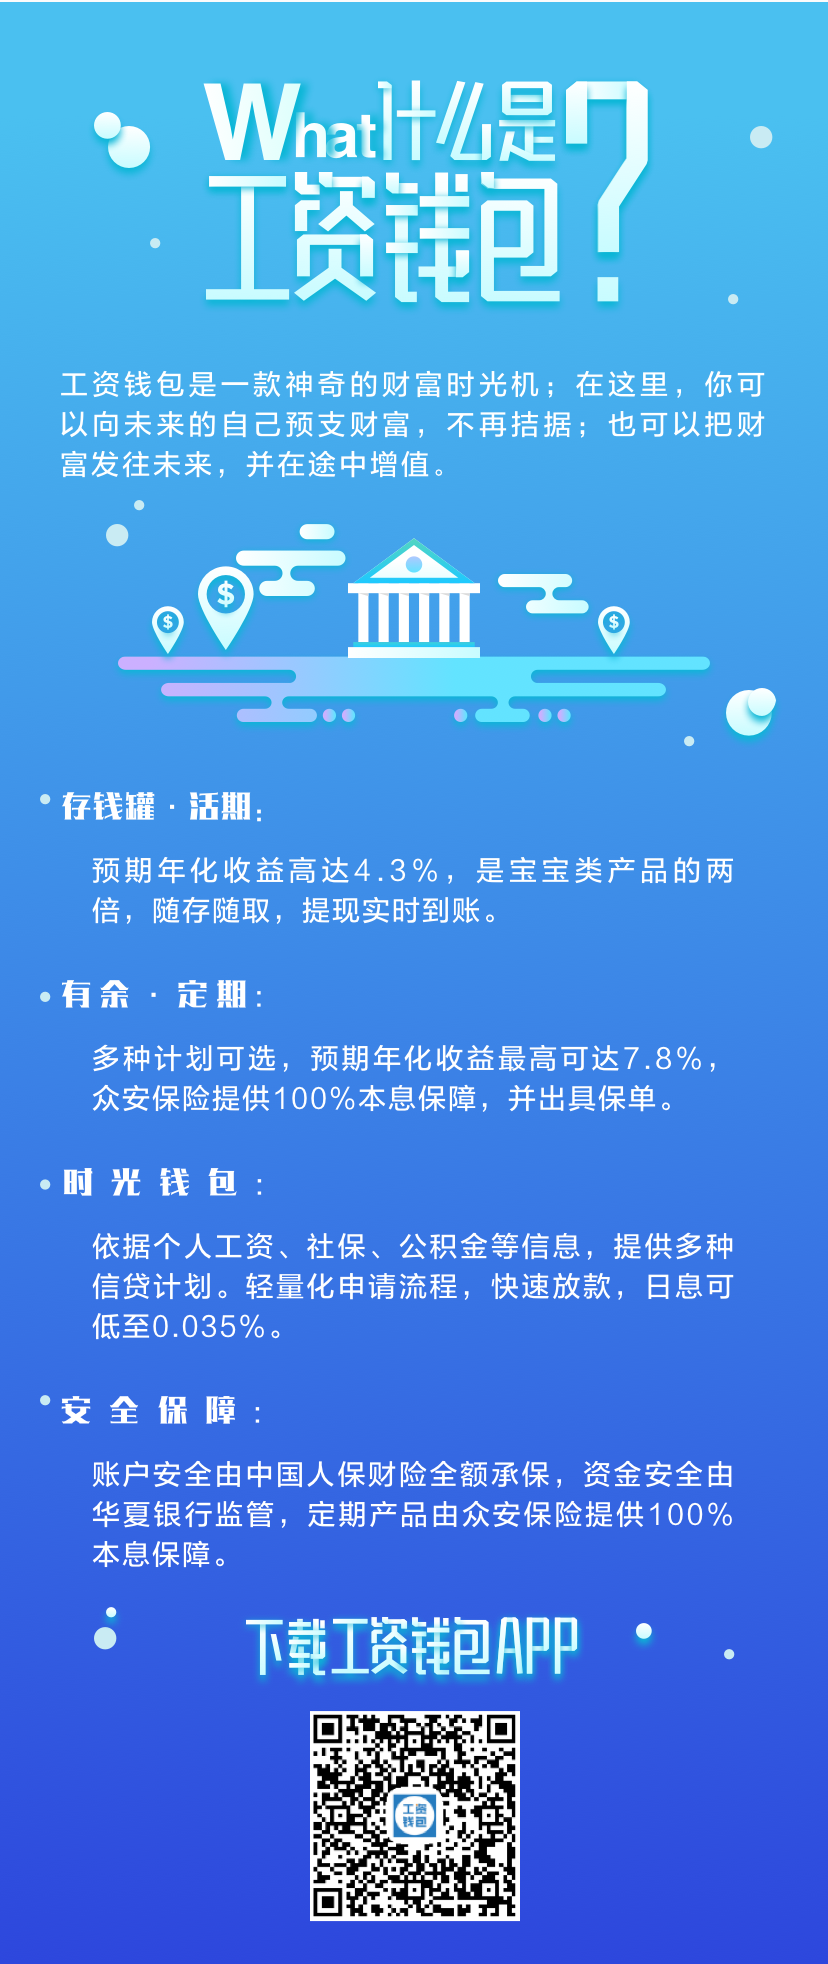 What什么是
工资钱包?
工资钱包是一款神奇的财富时光机；在这里，你可
以向未来的自己预支财富，不再拮据；也可以把财
富发往未来，并在途中增值。
$
$
$
存钱罐·活期：
预期年化收益高达4.3%，是宝宝类产品的两
倍，随存随取，提现实时到账。
有余·定期：
多种计划可选，预期年化收益最高可达7.8%，
众安保险提供100%本息保障，并出具保单。
时光钱包：
依据个人工资、社保、公积金等信息，提供多种
信贷计划。轻量化申请流程，快速放款，日息可
低至0.035%。
安全保障：
账户安全由中国人保财险全额承保，资金安全由
华夏银行监管，定期产品由众安保险提供100%
本息保障。
下载工资钱包APP
工资
钱包